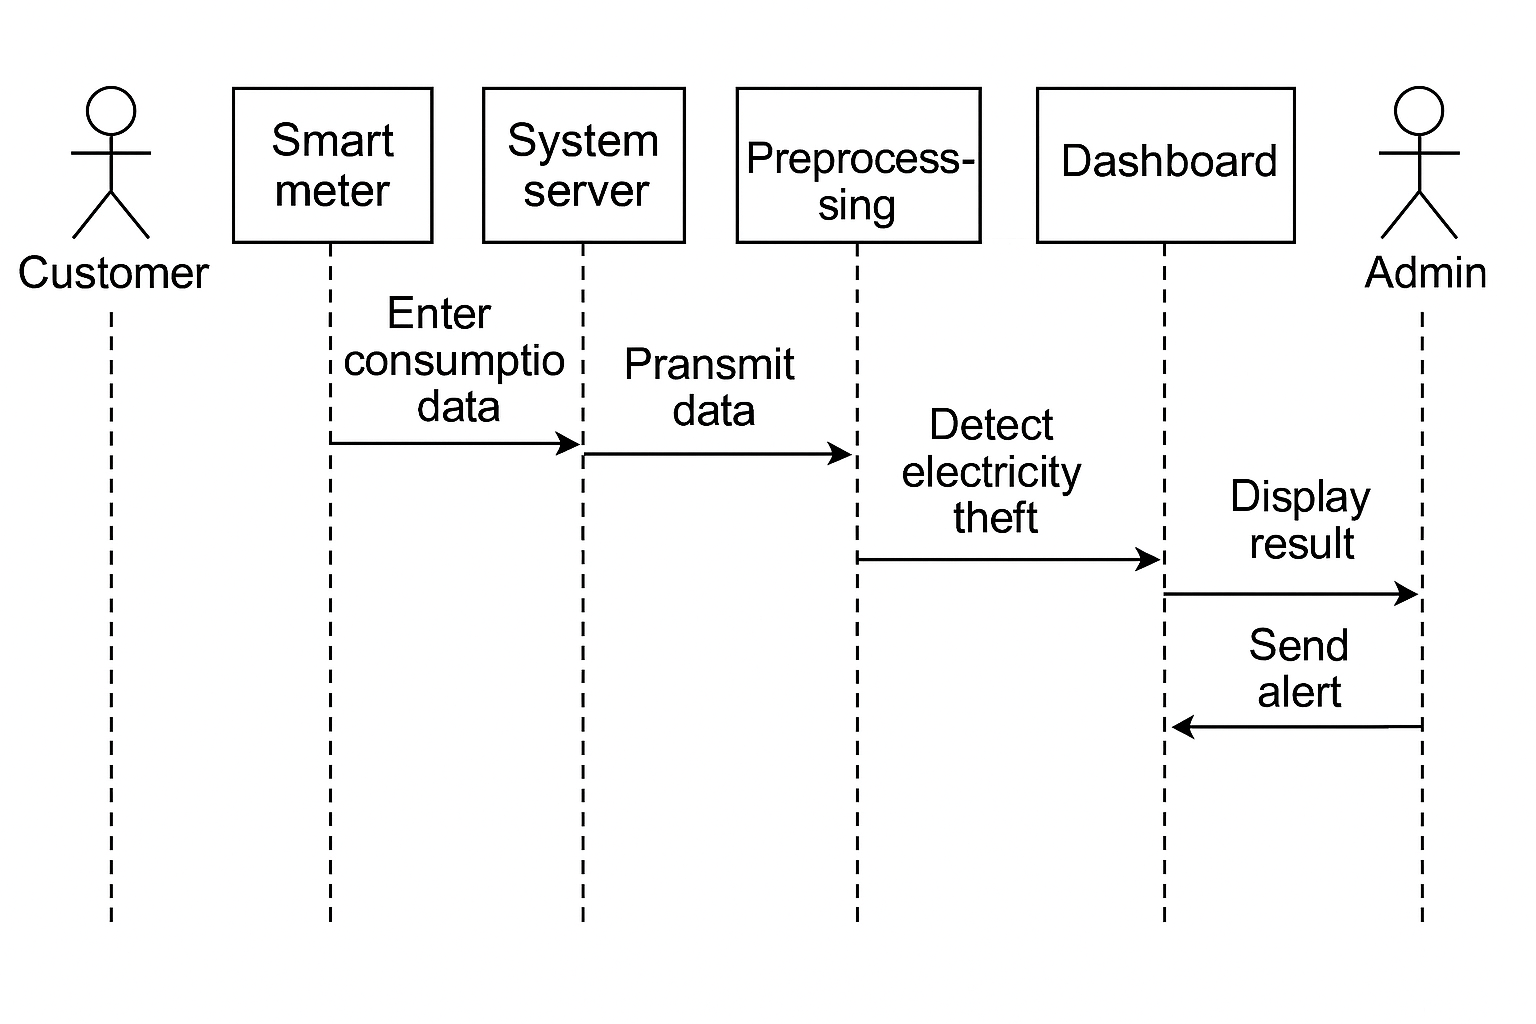 Smart
meter
System
server
Preprocess-
sing
Dashboard
Customer
Admin
Enter
consumptio
data
Pransmit
data
Detect
electricity
theft
Display
result
Send
alert